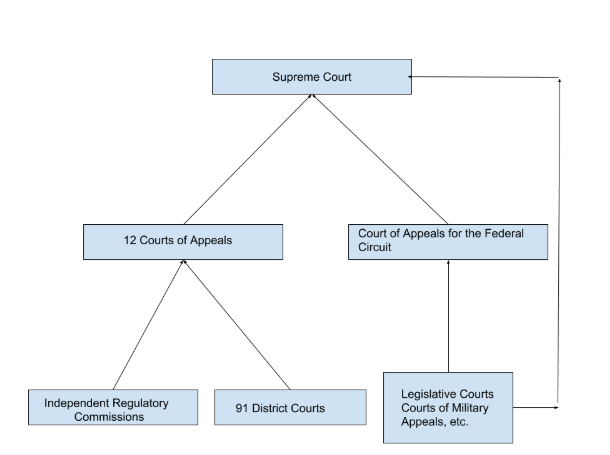 Supreme Court
12 Courts of Appeals
Court of Appeals for the Federal
Circuit
Independent Regulatory
Commissions
91 District Courts
Legislative Courts
Courts of Military
Appeals, etc.